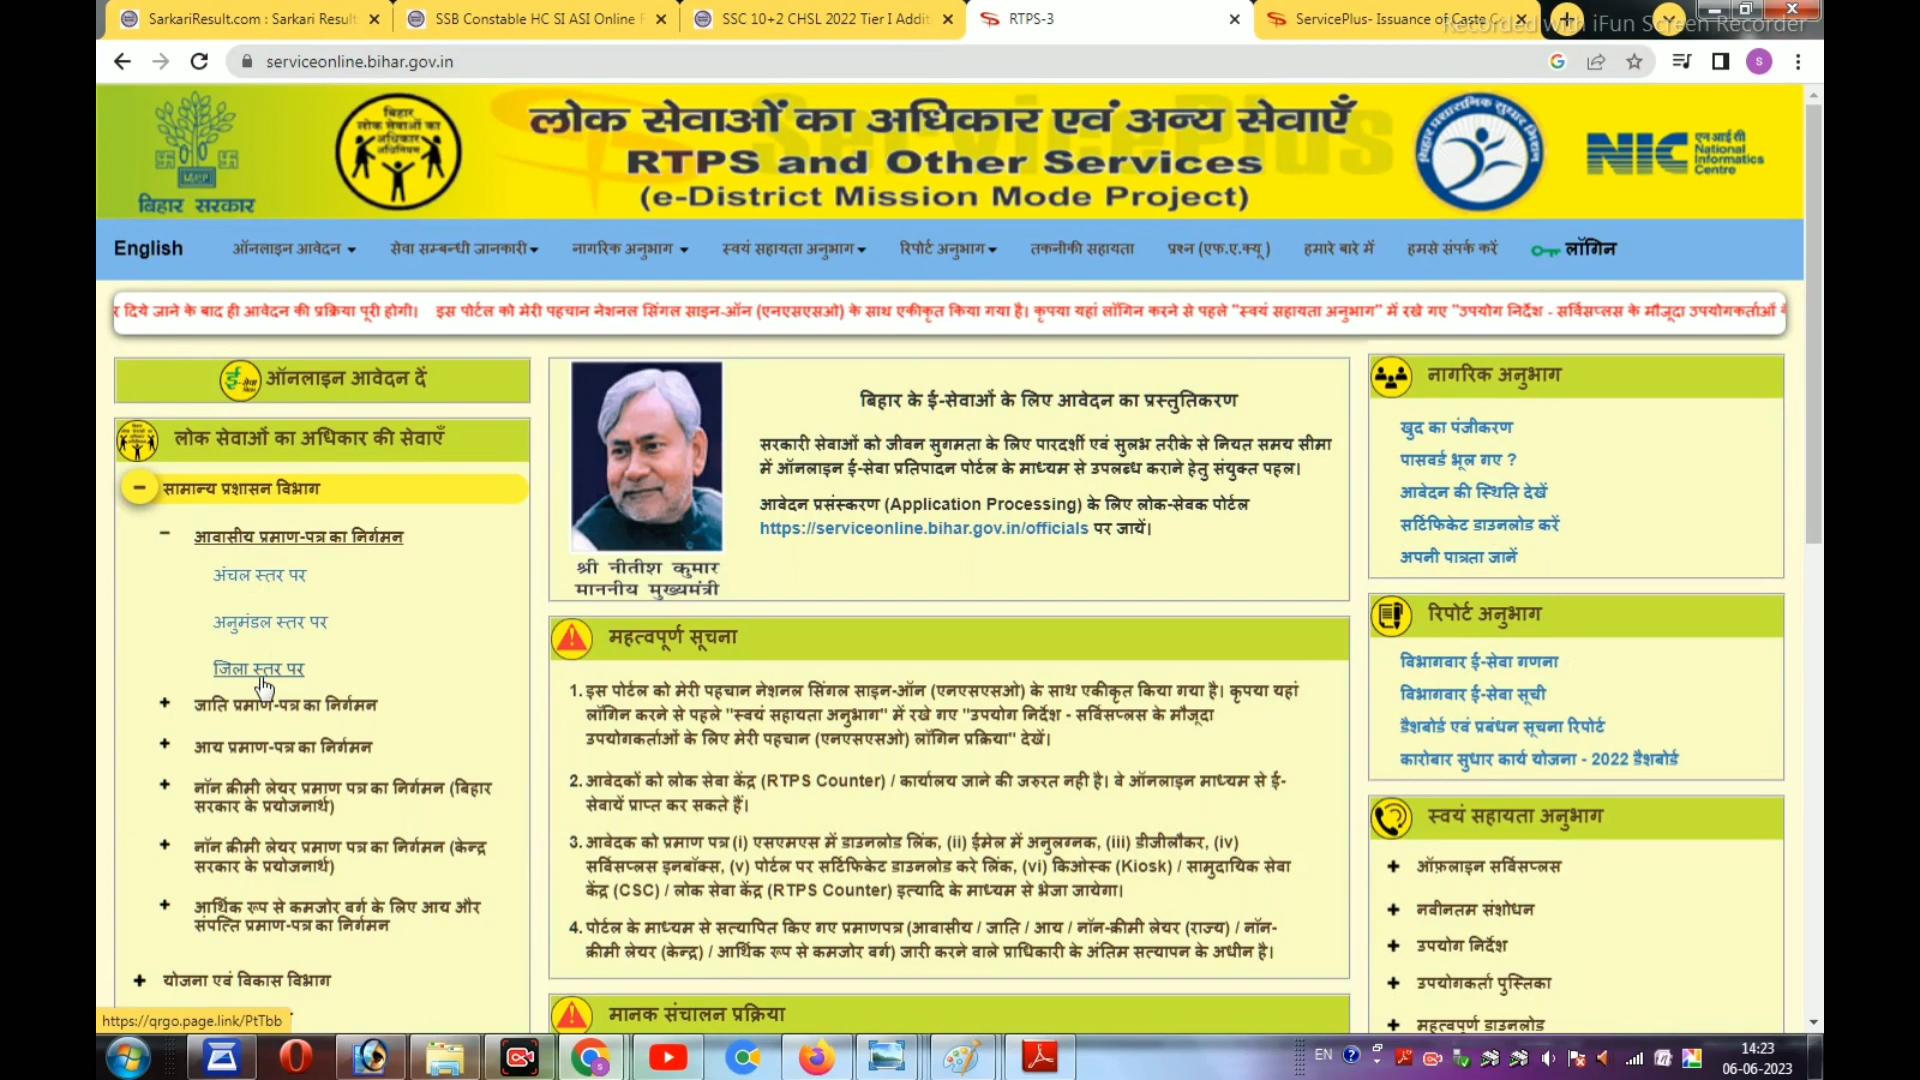 SarkariResult.com : Sarkari Result
SSB Constable HC SI ASI Online F
SSC 10+2 CHSL 2022 Tier I Addit
RTPS-3
ServicePlus- Issuance of Caste C
Recorded with iFun Screen Recorder
serviceonline.bihar.gov.in
S
बिहार सरकार
बिहार
लोक सेवाओं का
अधिकार
अधिनियम
लोक सेवाओं का अधिकार एवं अन्य सेवाएँ
RTPS and Other Services
(e-District Mission Mode Project)
ServicePlus
बिहार प्रशासनिक सुधार मिशन
NIC
एन आई सी
National
Informatics
Centre
English
ऑनलाइन आवेदन
सेवा सम्बन्धी जानकारी
नागरिक अनुभाग
स्वयं सहायता अनुभाग
रिपोर्ट अनुभाग
तकनीकी सहायता
प्रश्न (एफ.ए.क्यू )
हमारे बारे में
हमसे संपर्क करें
लॉगिन
र दिये जाने के बाद ही आवेदन की प्रक्रिया पूरी होगी। इस पोर्टल को मेरी पहचान नेशनल सिंगल साइन-ऑन (एनएसएसओ) के साथ एकीकृत किया गया है। कृपया यहां लॉगिन करने से पहले "स्वयं सहायता अनुभाग" में रखे गए "उपयोग निर्देश - सर्विसप्लस के मौजूदा उपयोगकर्ताओं के
ऑनलाइन आवेदन दें
लोक सेवाओं का अधिकार की सेवाएँ
सामान्य प्रशासन विभाग
आवासीय प्रमाण-पत्र का निर्गमन
अंचल स्तर पर
अनुमंडल स्तर पर
जिला स्तर पर
जाति प्रमाण-पत्र का निर्गमन
आय प्रमाण-पत्र का निर्गमन
नॉन क्रीमी लेयर प्रमाण पत्र का निर्गमन (बिहार
सरकार के प्रयोजनार्थ)
नॉन क्रीमी लेयर प्रमाण पत्र का निर्गमन (केन्द्र
सरकार के प्रयोजनार्थ)
आर्थिक रूप से कमजोर वर्ग के लिए आय और
संपत्ति प्रमाण-पत्र का निर्गमन
योजना एवं विकास विभाग
https://qrgo.page.link/PtTbb
श्री नीतीश कुमार
माननीय मुख्यमंत्री
बिहार के ई-सेवाओं के लिए आवेदन का प्रस्तुतिकरण
सरकारी सेवाओं को जीवन सुगमता के लिए पारदर्शी एवं सुलभ तरीके से नियत समय सीमा
में ऑनलाइन ई-सेवा प्रतिपादन पोर्टल के माध्यम से उपलब्ध कराने हेतु संयुक्त पहल।
आवेदन प्रसंस्करण (Application Processing) के लिए लोक-सेवक पोर्टल
https://serviceonline.bihar.gov.in/officials पर जायें।
महत्वपूर्ण सूचना
1. इस पोर्टल को मेरी पहचान नेशनल सिंगल साइन-ऑन (एनएसएसओ) के साथ एकीकृत किया गया है। कृपया यहां
लॉगिन करने से पहले "स्वयं सहायता अनुभाग" में रखे गए "उपयोग निर्देश - सर्विसप्लस के मौजूदा
उपयोगकर्ताओं के लिए मेरी पहचान (एनएसएसओ) लॉगिन प्रक्रिया" देखें।
2. आवेदकों को लोक सेवा केंद्र (RTPS Counter) / कार्यालय जाने की जरुरत नही है। वे ऑनलाइन माध्यम से ई-
सेवायें प्राप्त कर सकते हैं।
3. आवेदक को प्रमाण पत्र (i) एसएमएस में डाउनलोड लिंक, (ii) ईमेल में अनुलग्नक, (iii) डीजीलौकर, (iv)
सर्विसप्लस इनबॉक्स, (v) पोर्टल पर सर्टिफिकेट डाउनलोड करे लिंक, (vi) किओस्क (Kiosk) / सामुदायिक सेवा
केंद्र (CSC) / लोक सेवा केंद्र (RTPS Counter) इत्यादि के माध्यम से भेजा जायेगा।
4. पोर्टल के माध्यम से सत्यापित किए गए प्रमाणपत्र (आवासीय / जाति / आय / नॉन-क्रीमी लेयर (राज्य) / नॉन-
क्रीमी लेयर (केन्द्र) / आर्थिक रूप से कमजोर वर्ग) जारी करने वाले प्राधिकारी के अंतिम सत्यापन के अधीन है।
मानक संचालन प्रक्रिया
नागरिक अनुभाग
खुद का पंजीकरण
पासवर्ड भूल गए ?
आवेदन की स्थिति देखें
सर्टिफिकेट डाउनलोड करें
अपनी पात्रता जानें
रिपोर्ट अनुभाग
विभागवार ई-सेवा गणना
विभागवार ई-सेवा सूची
डैशबोर्ड एवं प्रबंधन सूचना रिपोर्ट
कारोबार सुधार कार्य योजना - 2022 डैशबोर्ड
स्वयं सहायता अनुभाग
ऑफ़लाइन सर्विसप्लस
नवीनतम संशोधन
उपयोग निर्देश
उपयोगकर्ता पुस्तिका
महत्वपूर्ण डाउनलोड
EN
14:23
06-06-2023